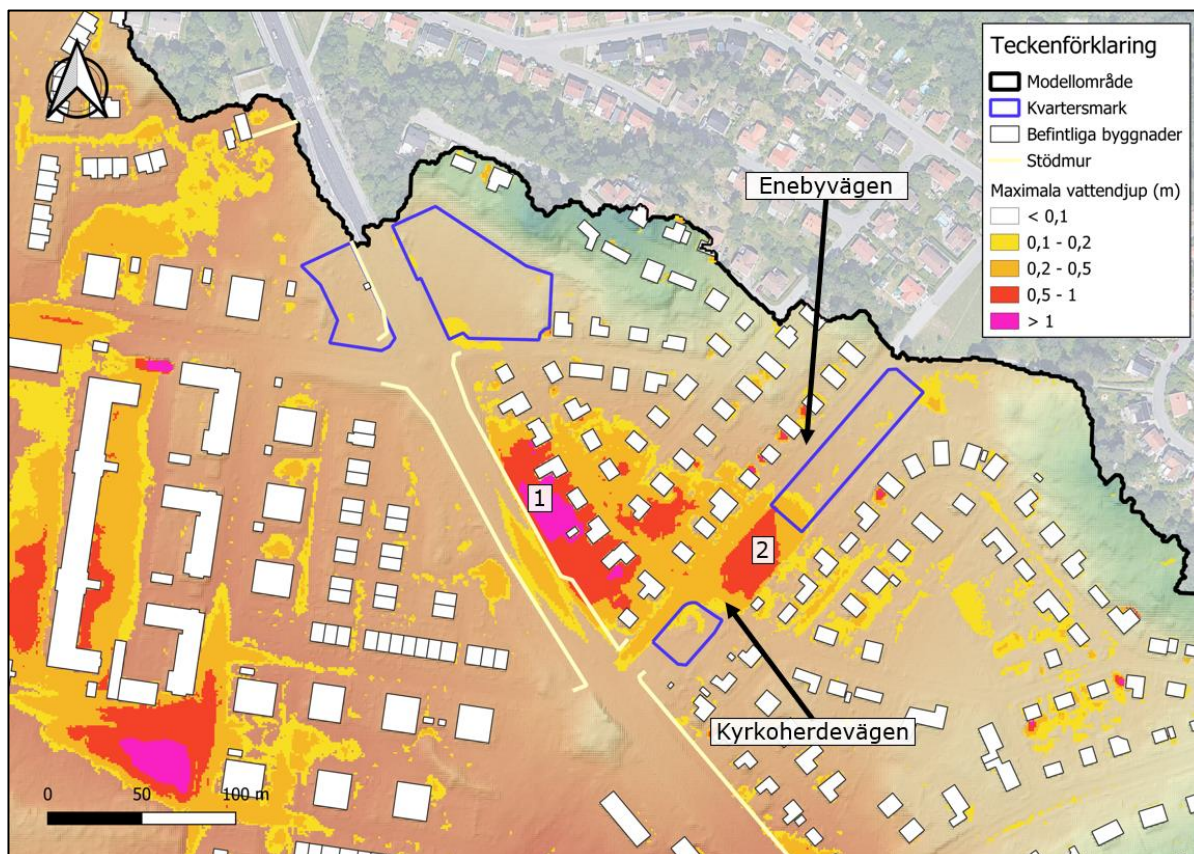 Teckenförklaring
Modellområde
Kvartersmark
Befintliga byggnader
Stödmur
Maximala vattendjup (m)
< 0,1
0,1 - 0,2
0,2 - 0,5
0,5 - 1
> 1
Enebyvägen
1
2
Kyrkoherdevägen
0 50 100 m